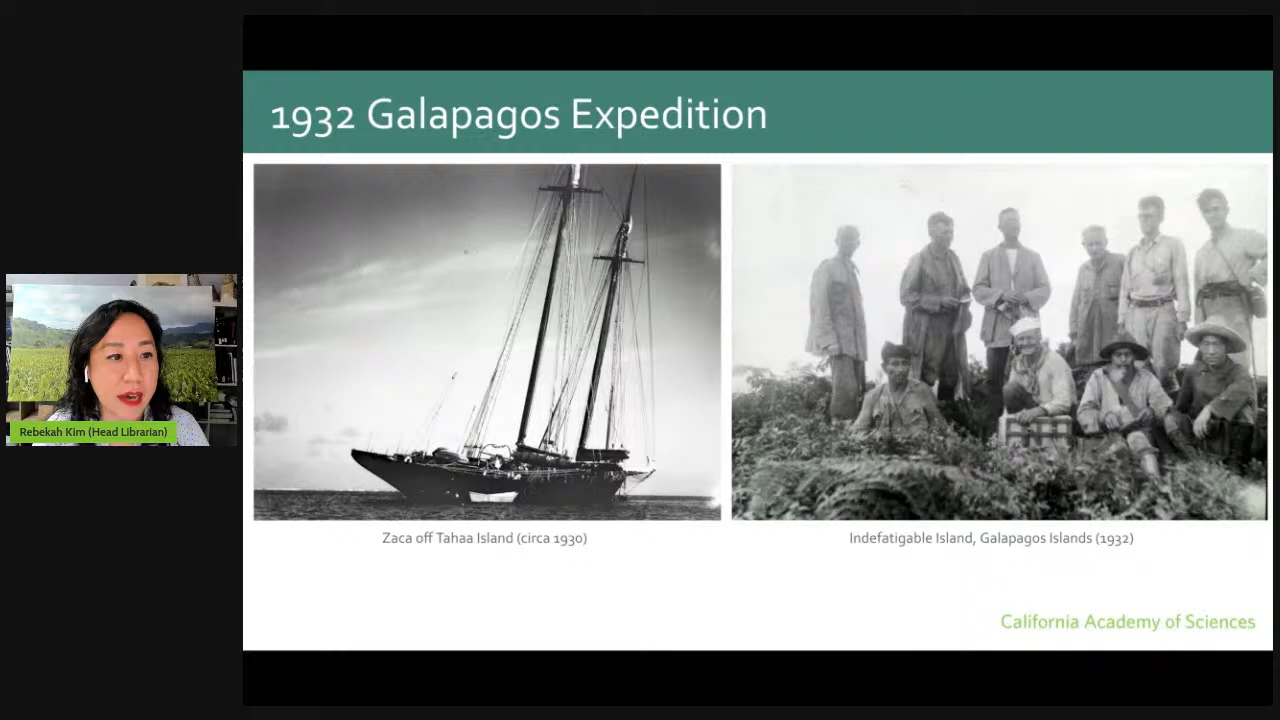 1932 Galapagos Expedition
Rebekah Kim (Head Librarian)
Zaca off Tahaa Island (circa 1930)
Indefatigable Island, Galapagos Islands (1932)
California Academy of Sciences